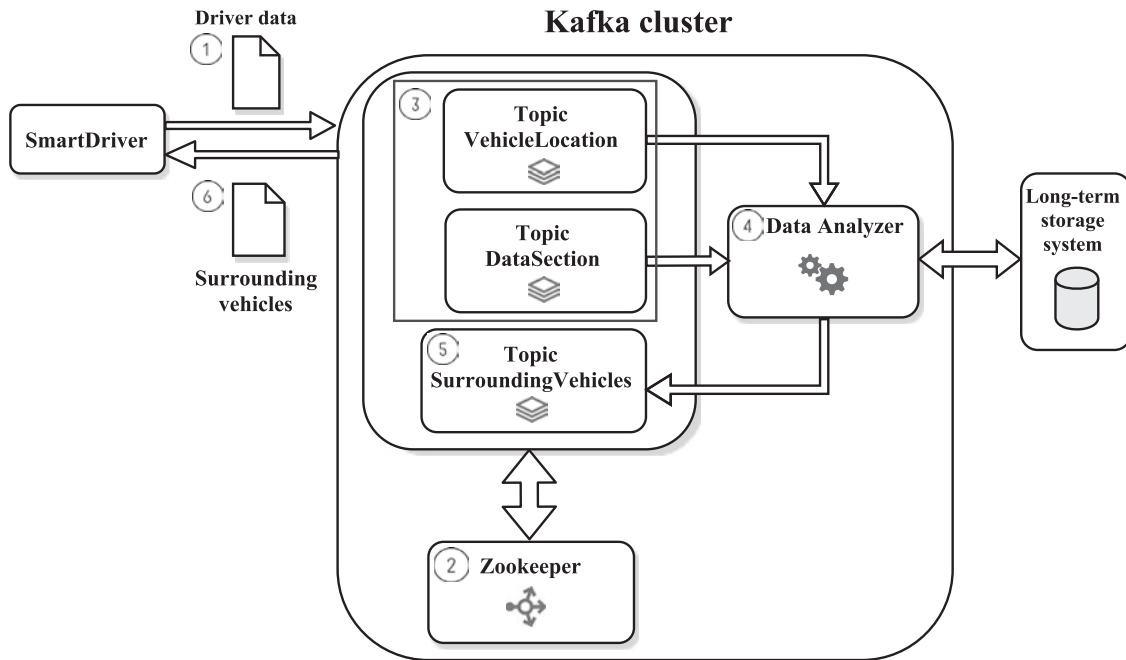 Kafka cluster
Driver data
1
SmartDriver
6
Surrounding
vehicles
3
Topic
VehicleLocation
Topic
DataSection
4
Data Analyzer
Long-term
storage
system
5
Topic
SurroundingVehicles
2
Zookeeper